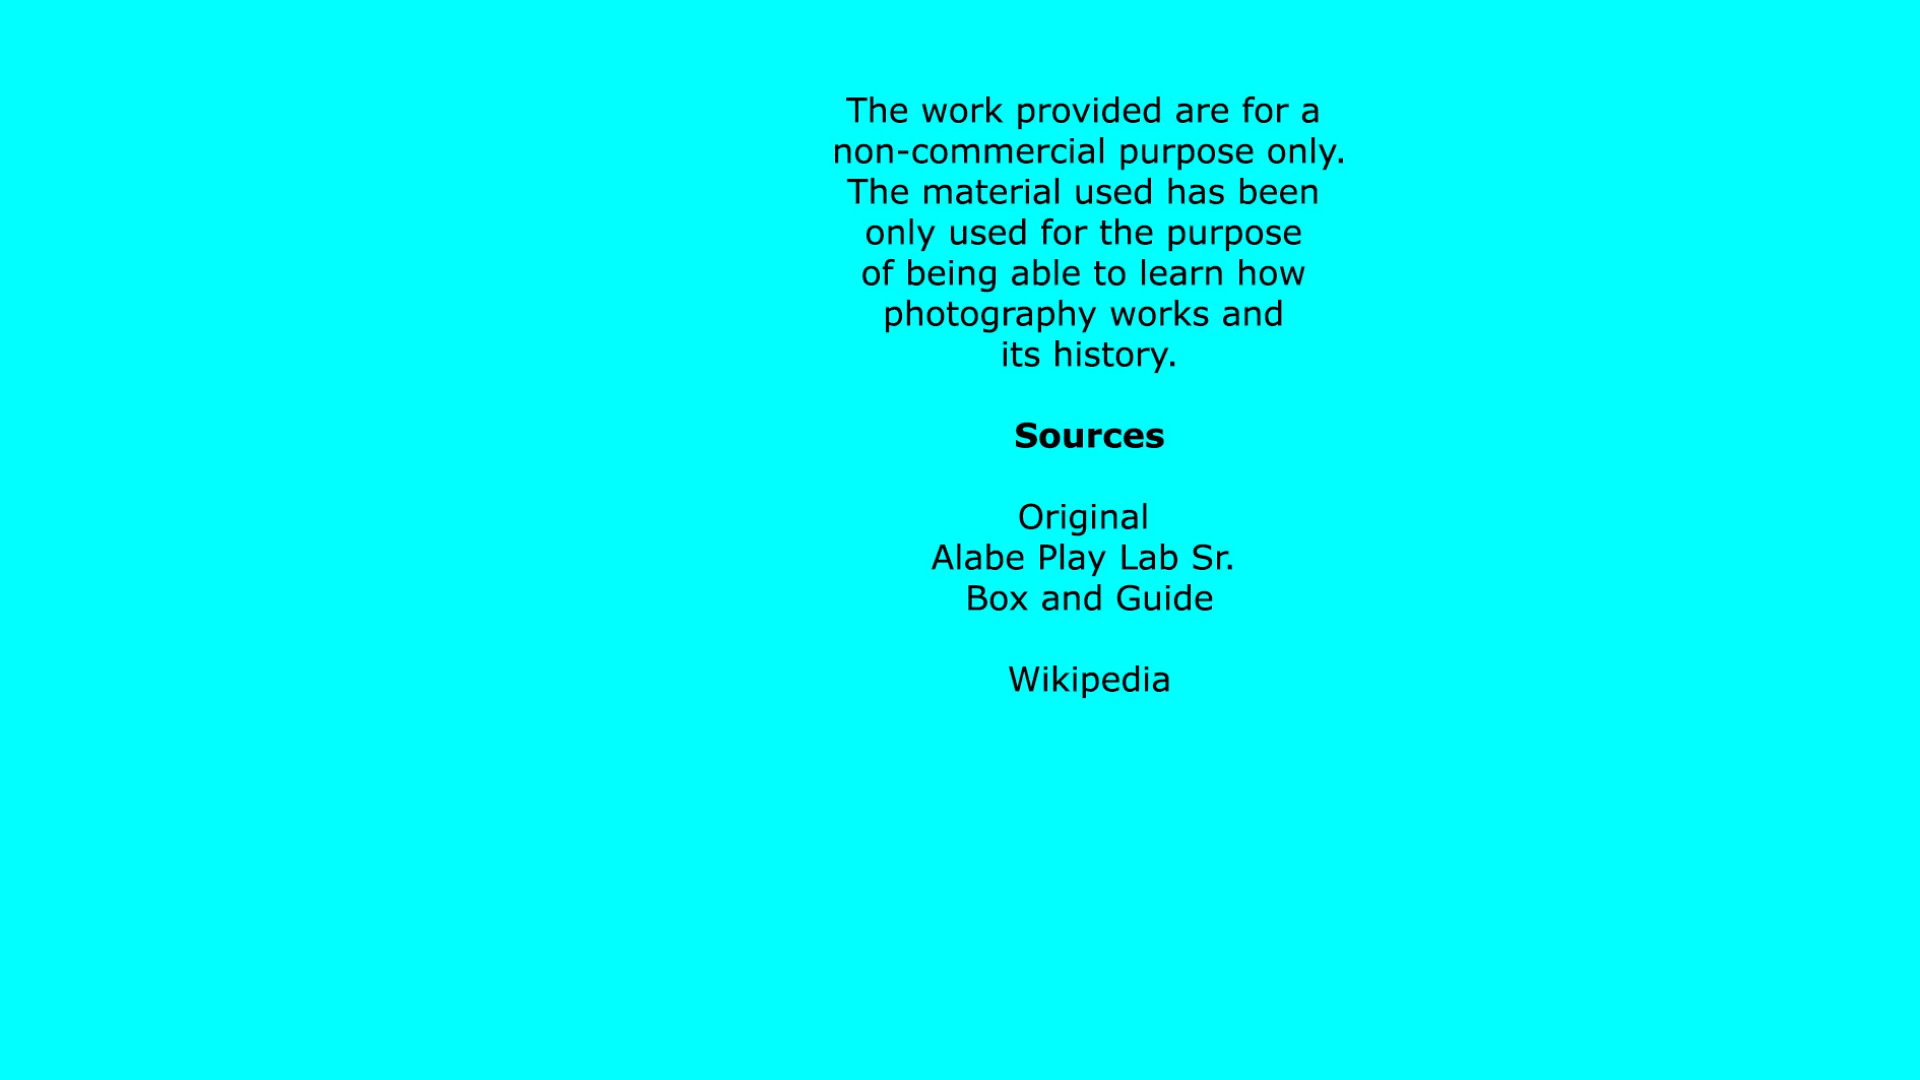 The work provided are for a
non-commercial purpose only.
The material used has been
only used for the purpose
of being able to learn how
photography works and
its history.
Sources
Original
Alabe Play Lab Sr.
Box and Guide
Wikipedia